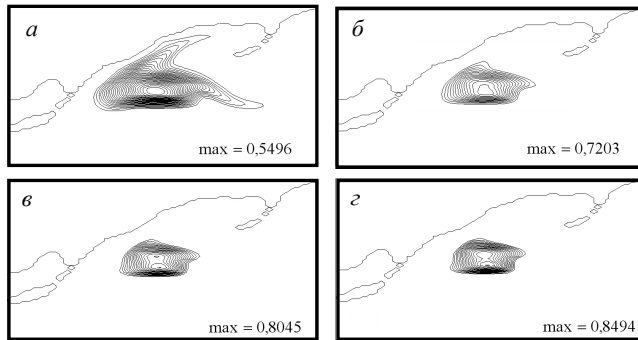 а
max = 0,5496
б
max = 0,7203
в
max = 0,8045
г
max = 0,8494